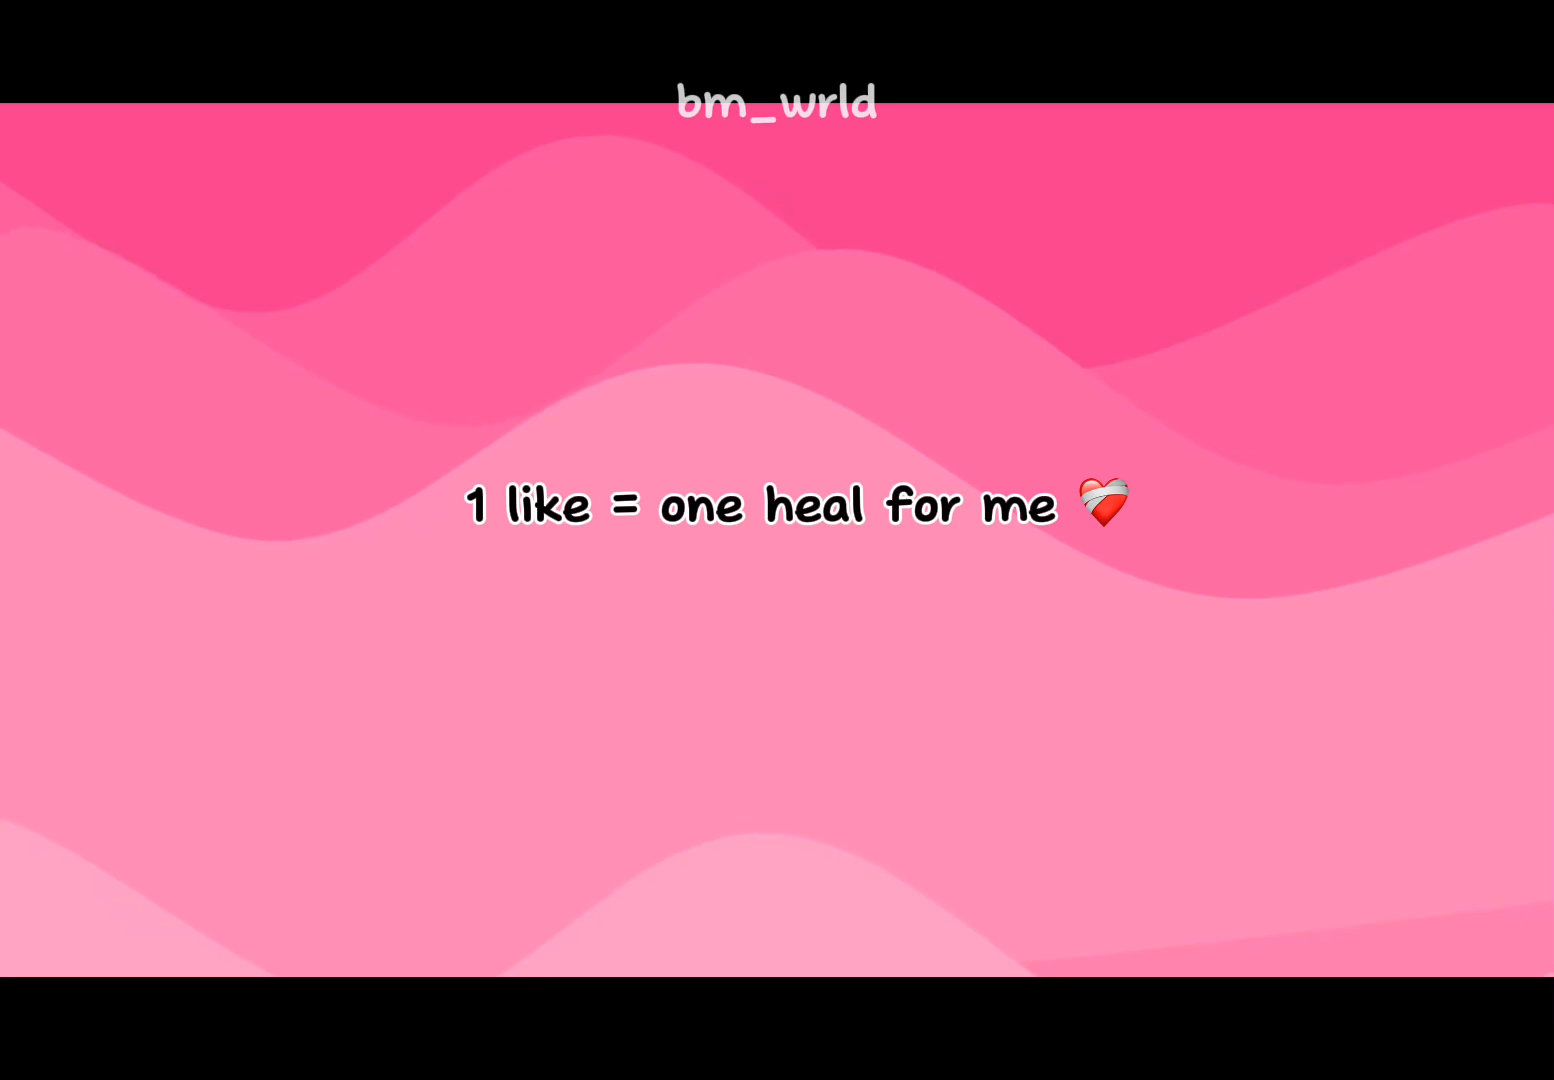 bm_wrld
1 like = one heal for me ❤️‍🩹